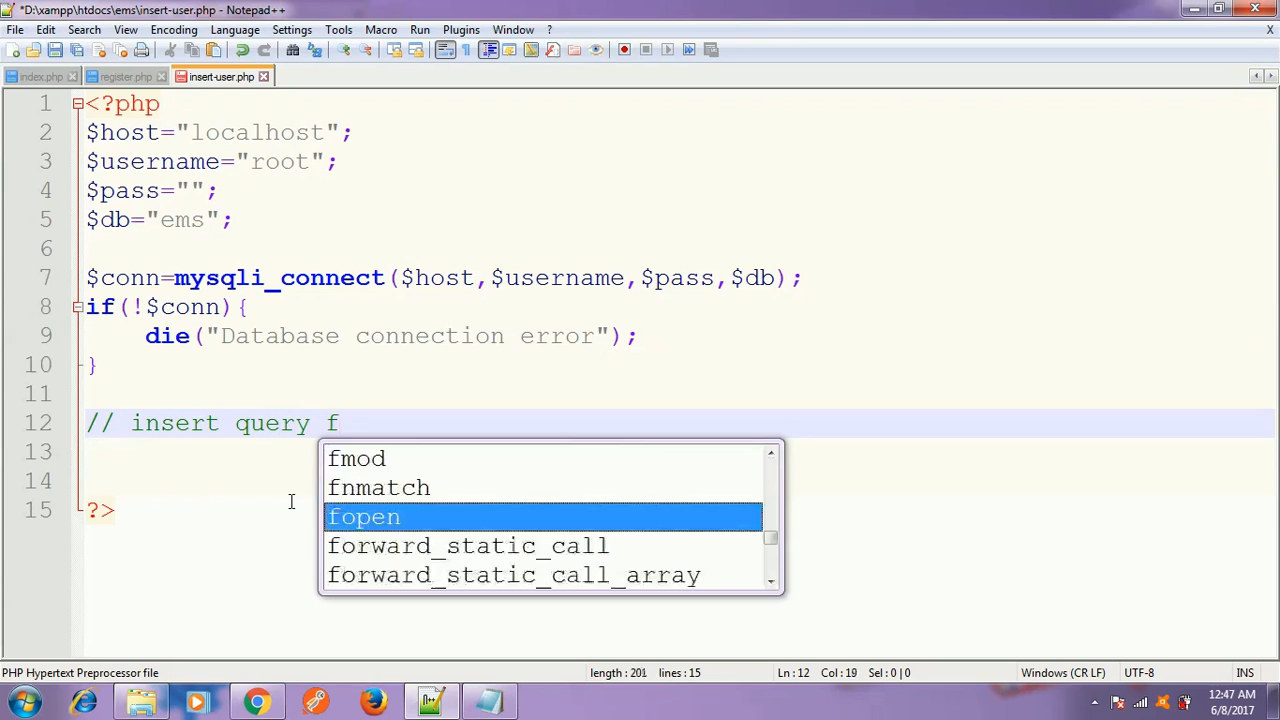 *D:\xampp\htdocs\ems\insert-user.php - Notepad++
File Edit Search View Encoding Language Settings Tools Macro Run Plugins Window ? X
index.php register.php insert-user.php
1 <?php
2 $host="localhost";
3 $username="root";
4 $pass="";
5 $db="ems";
6
7 $conn=mysqli_connect($host,$username,$pass,$db);
8 if(!$conn){
9 die("Database connection error");
10 }
11
12 // insert query f
13
14
15 ?>
fmod
fnmatch
fopen
forward_static_call
forward_static_call_array
PHP Hypertext Preprocessor file length : 201 lines : 15 Ln : 12 Col : 19 Sel : 0 | 0 Windows (CR LF) UTF-8 INS
12:47 AM
6/8/2017